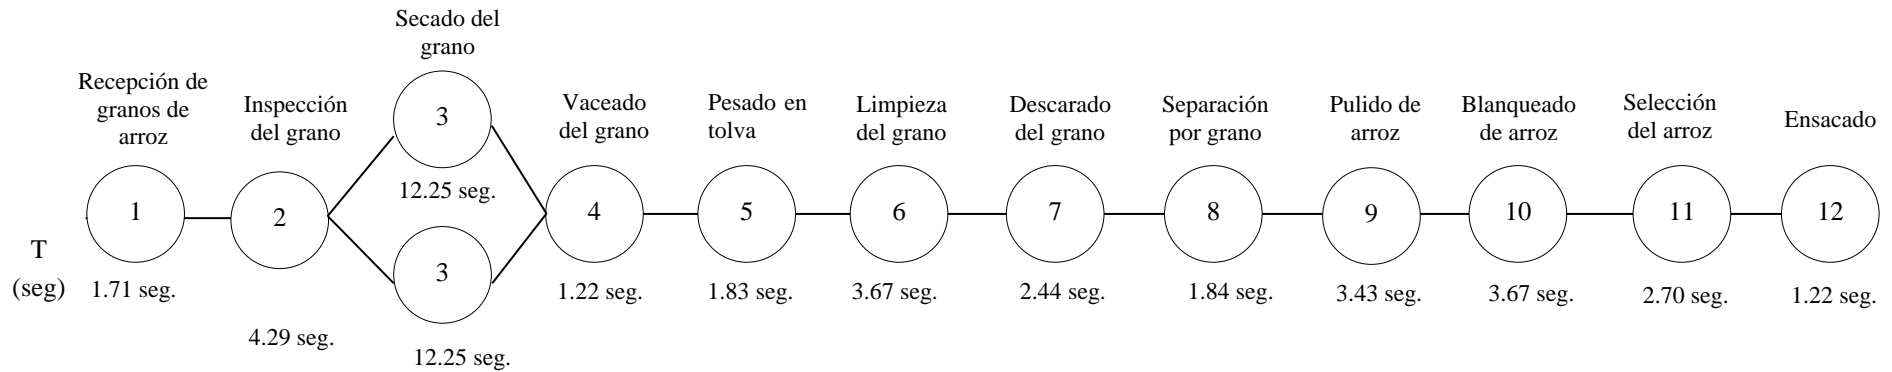 Secado del
grano
Recepción de
granos de
arroz
Inspección
del grano
Vaceado
del grano
Pesado en
tolva
Limpieza
del grano
Descarado
del grano
Separación
por grano
Pulido de
arroz
Blanqueado
de arroz
Selección
del arroz
Ensacado
1
2
3
3
4
5
6
7
8
9
10
11
12
T
(seg)
1.71 seg.
4.29 seg.
12.25 seg.
12.25 seg.
1.22 seg.
1.83 seg.
3.67 seg.
2.44 seg.
1.84 seg.
3.43 seg.
3.67 seg.
2.70 seg.
1.22 seg.